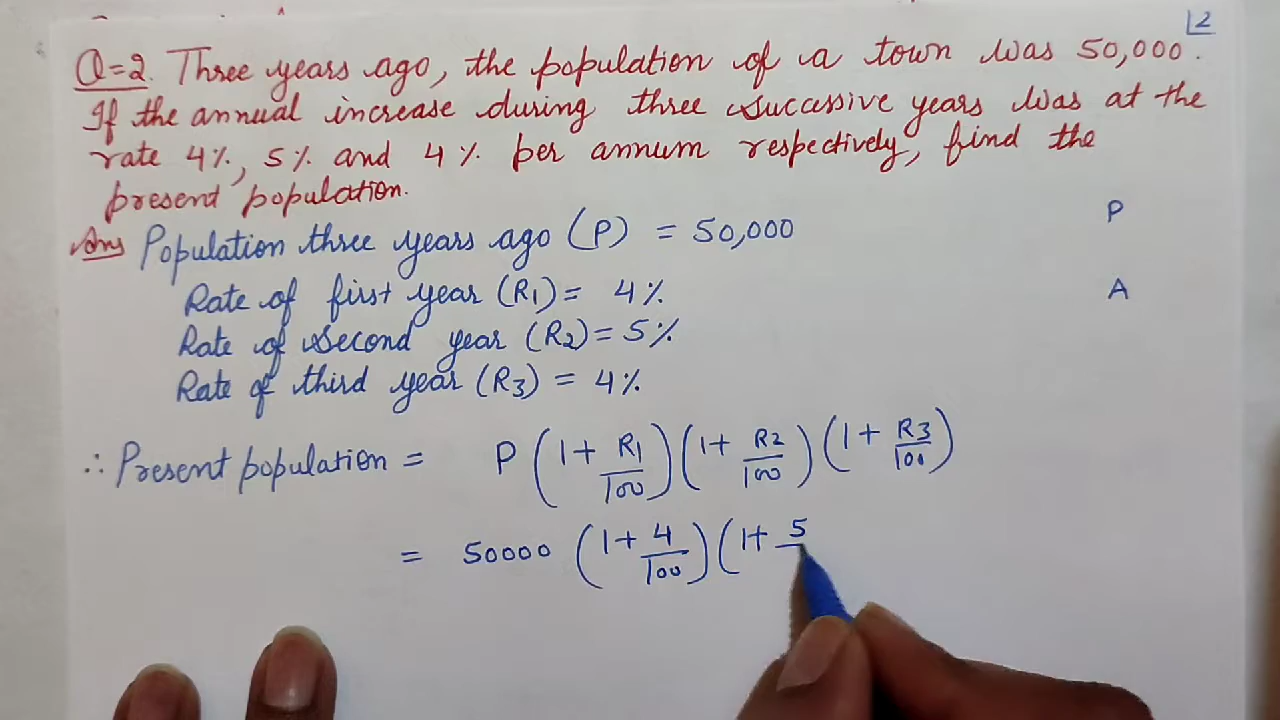 12
Q=2. Three years ago, the population of a town was 50,000.
If the annual increase during three successive years was at the
rate 4%, 5% and 4% per annum respectively, find the
present population.
P
Ans Population three years ago (P) = 50,000
A
Rate of first year (R1) = 4%
Rate of second year (R2) = 5%
Rate of third year (R3) = 4%
∴ Present population = P (1 + R1/100) (1 + R2/100) (1 + R3/100)
= 50000 (1 + 4/100) (1 + 5/